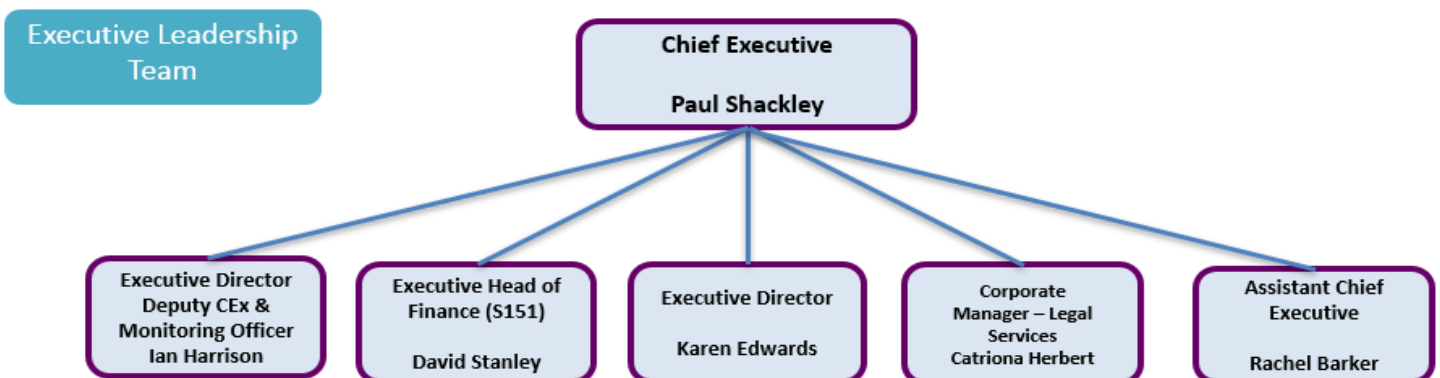 Executive Leadership
Team
Chief Executive
Paul Shackley
Executive Director
Deputy CEx &
Monitoring Officer
Ian Harrison
Executive Head of
Finance (S151)
David Stanley
Executive Director
Karen Edwards
Corporate
Manager – Legal
Services
Catriona Herbert
Assistant Chief
Executive
Rachel Barker